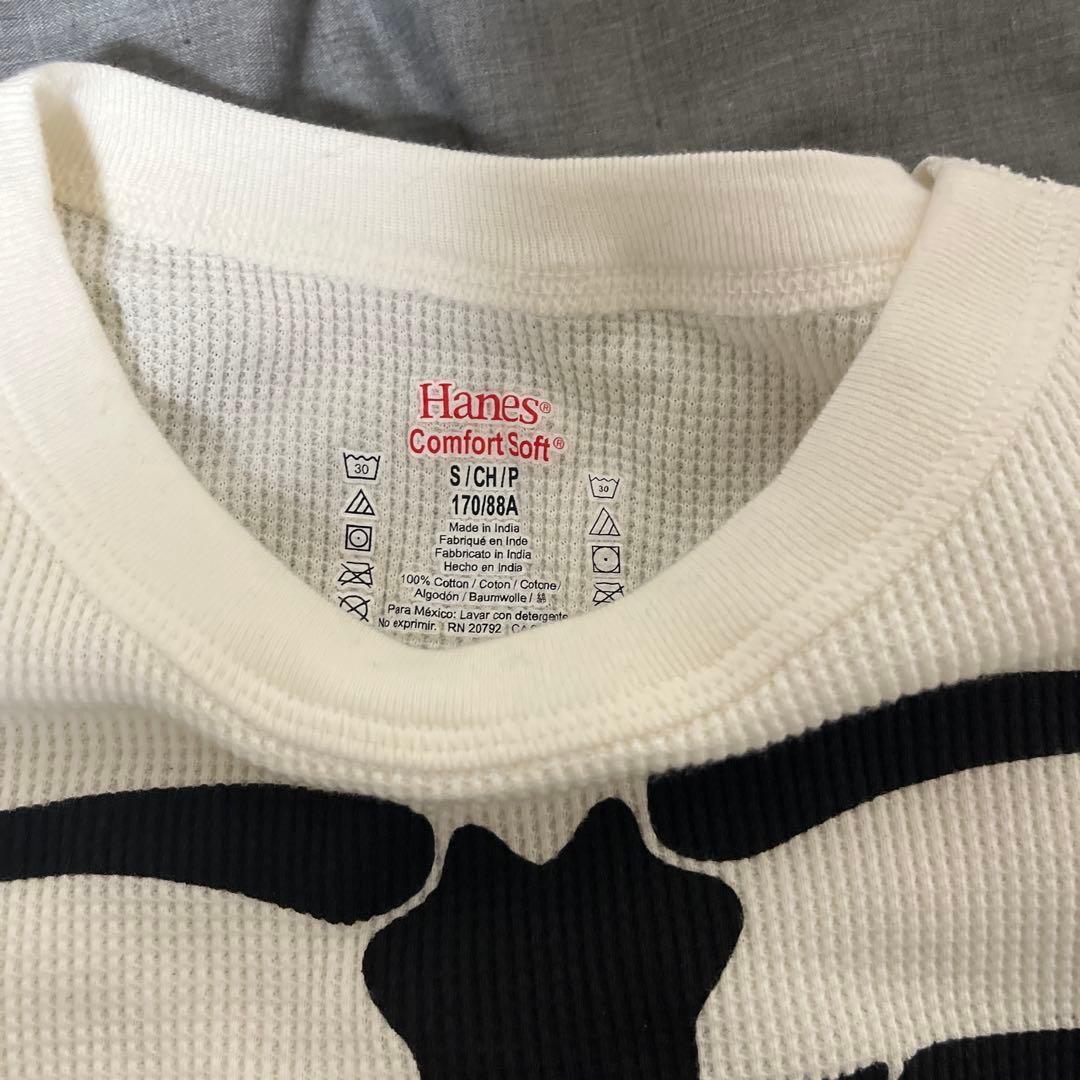 Hanes®
Comfort Soft®
S / CH / P
170/88A
Made in India
Fabriqué en Inde
Fabbricato in India
Hecho en India
100% Cotton / Coton / Cotone /
Algodón / Baumwolle / 綿
Para México: Lavar con detergente
No exprimir. RN 20792
30
30